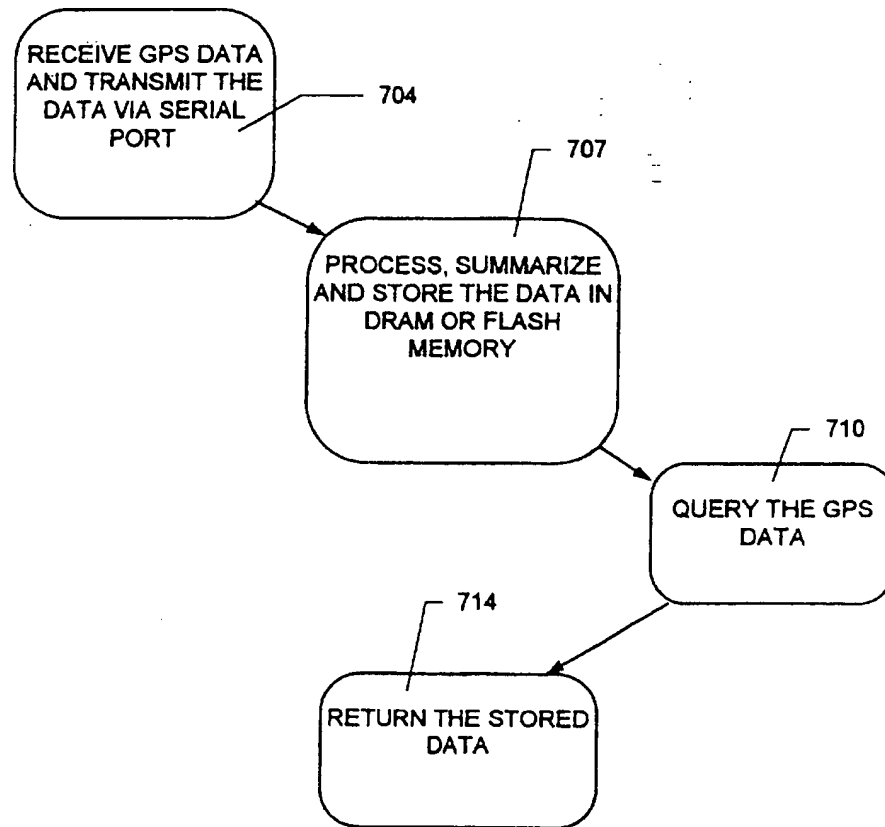 RECEIVE GPS DATA
AND TRANSMIT THE
DATA VIA SERIAL
PORT
704
707
PROCESS, SUMMARIZE
AND STORE THE DATA IN
DRAM OR FLASH
MEMORY
710
QUERY THE GPS
DATA
714
RETURN THE STORED
DATA